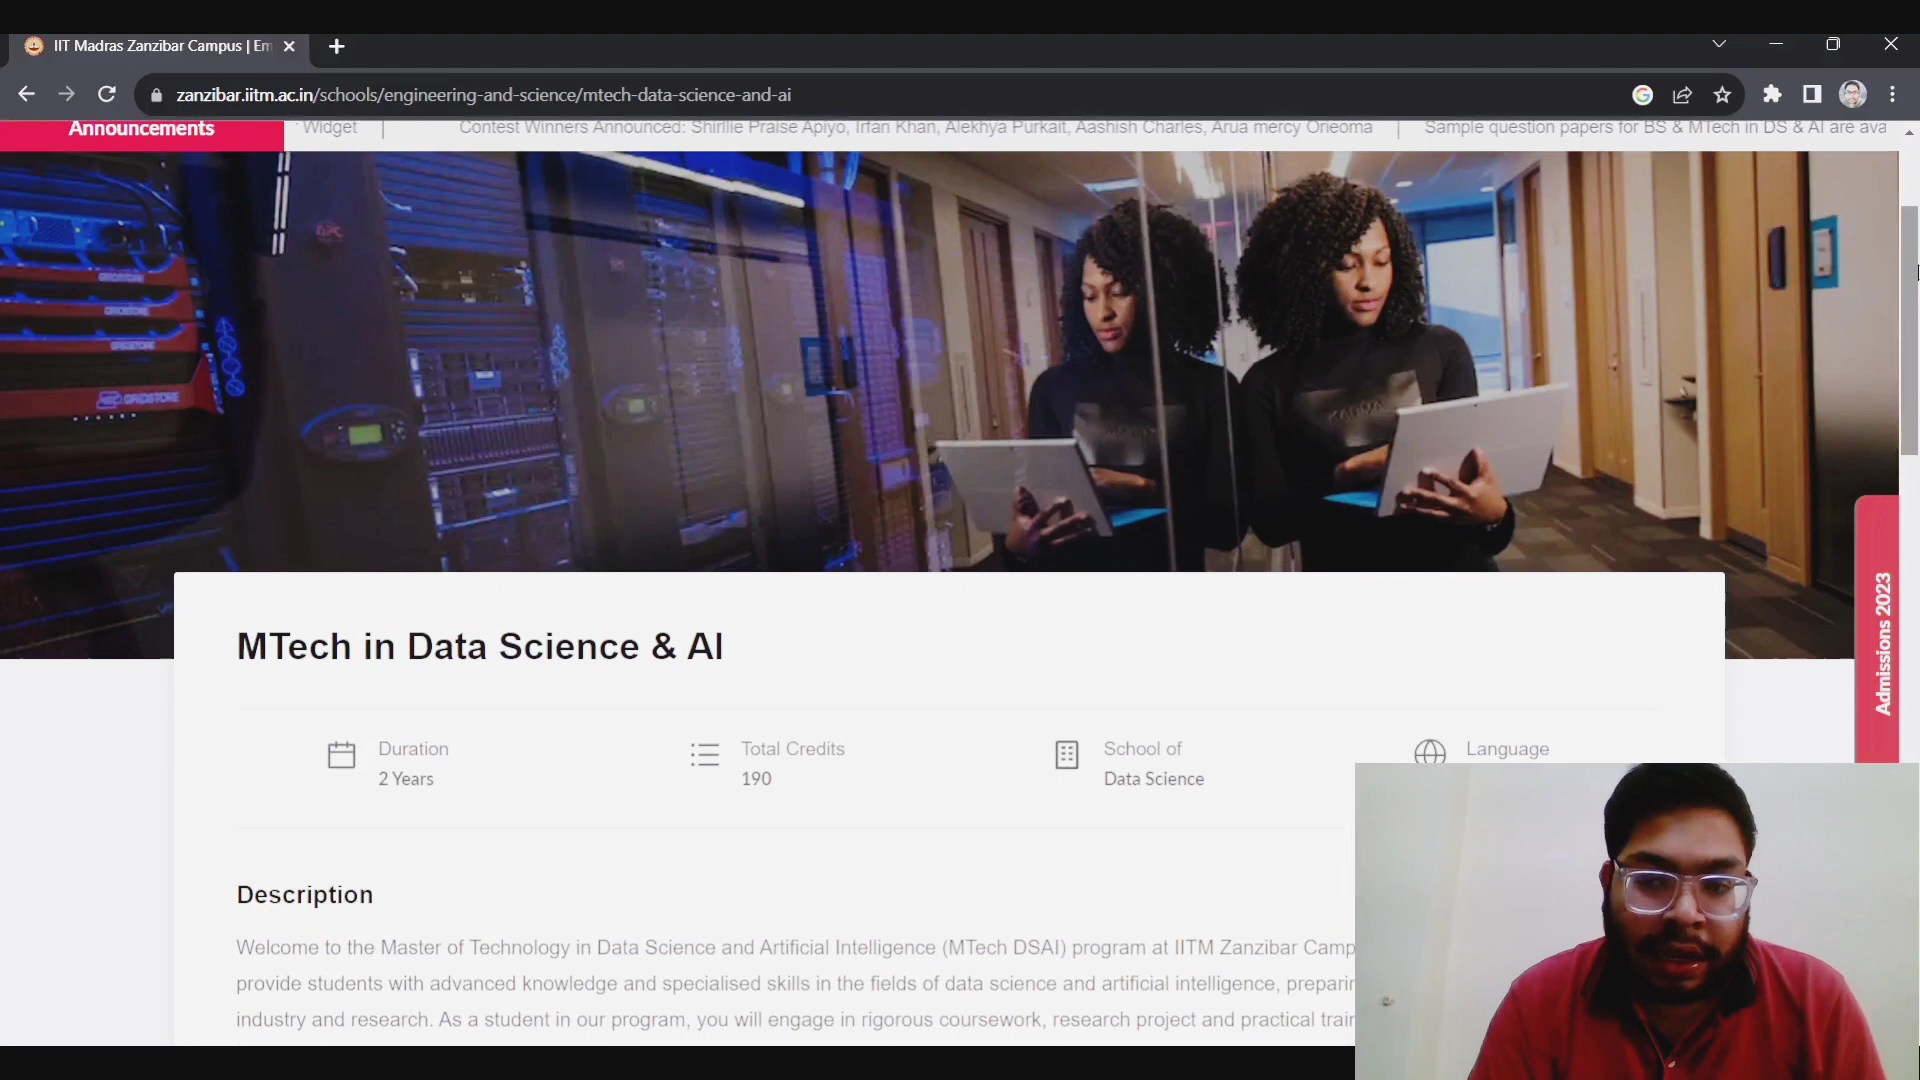 IIT Madras Zanzibar Campus | Em
zanzibar.iitm.ac.in/schools/engineering-and-science/mtech-data-science-and-ai
Announcements
Widget | Contest Winners Announced: Shirllie Praise Apiyo, Irfan Khan, Alekhya Purkait, Aashish Charles, Arua mercy Orieoma | Sample question papers for BS & MTech in DS & AI are ava
GRIDSTORE
GRIDSTORE
GRIDSTORE
GRIDSTORE
Admissions 2023
MTech in Data Science & AI
Duration
2 Years
Total Credits
190
School of
Data Science
Language
Description
Welcome to the Master of Technology in Data Science and Artificial Intelligence (MTech DSAI) program at IITM Zanzibar Camp
provide students with advanced knowledge and specialised skills in the fields of data science and artificial intelligence, preparin
industry and research. As a student in our program, you will engage in rigorous coursework, research project and practical train